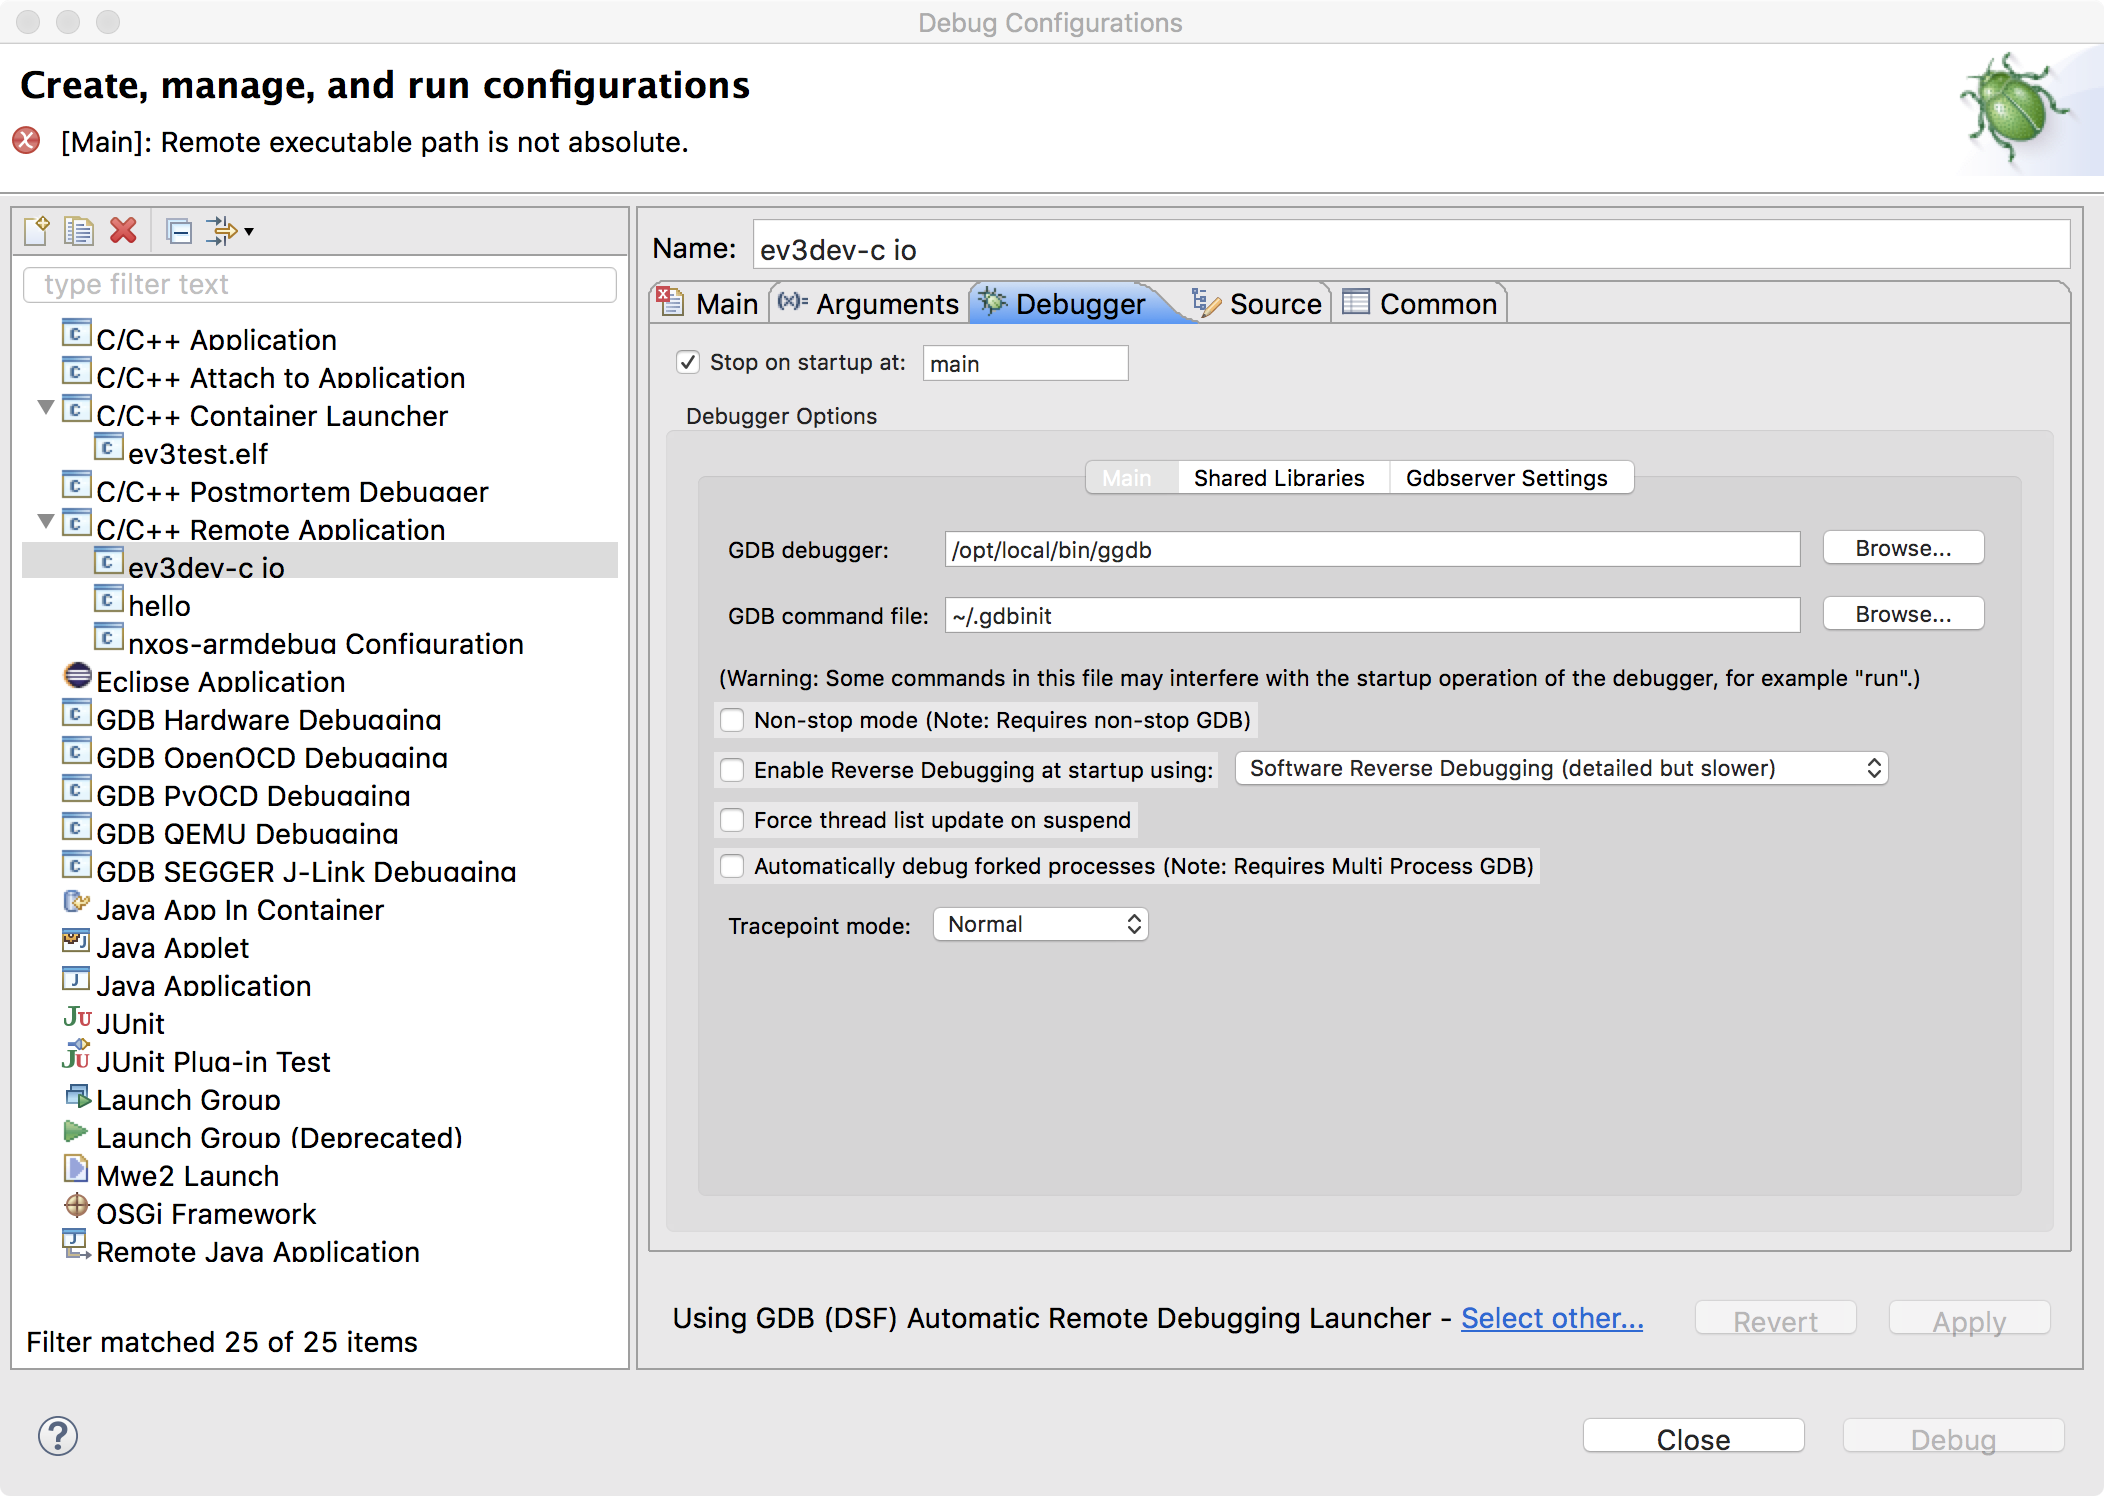 Debug Configurations
Create, manage, and run configurations
[Main]: Remote executable path is not absolute.
type filter text
C/C++ Application
C/C++ Attach to Application
C/C++ Container Launcher
ev3test.elf
C/C++ Postmortem Debugger
C/C++ Remote Application
ev3dev-c io
hello
nxos-armdebug Configuration
Eclipse Application
GDB Hardware Debugging
GDB OpenOCD Debugging
GDB PyOCD Debugging
GDB QEMU Debugging
GDB SEGGER J-Link Debugging
Java App In Container
Java Applet
Java Application
JUnit
JUnit Plug-in Test
Launch Group
Launch Group (Deprecated)
Mwe2 Launch
OSGi Framework
Remote Java Application
Filter matched 25 of 25 items
Name: ev3dev-c io
Main (x)= Arguments Debugger Source Common
Stop on startup at: main
Debugger Options
Main Shared Libraries Gdbserver Settings
GDB debugger: /opt/local/bin/ggdb Browse...
GDB command file: ~/.gdbinit Browse...
(Warning: Some commands in this file may interfere with the startup operation of the debugger, for example "run".)
Non-stop mode (Note: Requires non-stop GDB)
Enable Reverse Debugging at startup using: Software Reverse Debugging (detailed but slower)
Force thread list update on suspend
Automatically debug forked processes (Note: Requires Multi Process GDB)
Tracepoint mode: Normal
Using GDB (DSF) Automatic Remote Debugging Launcher - Select other... Revert Apply
? Close Debug